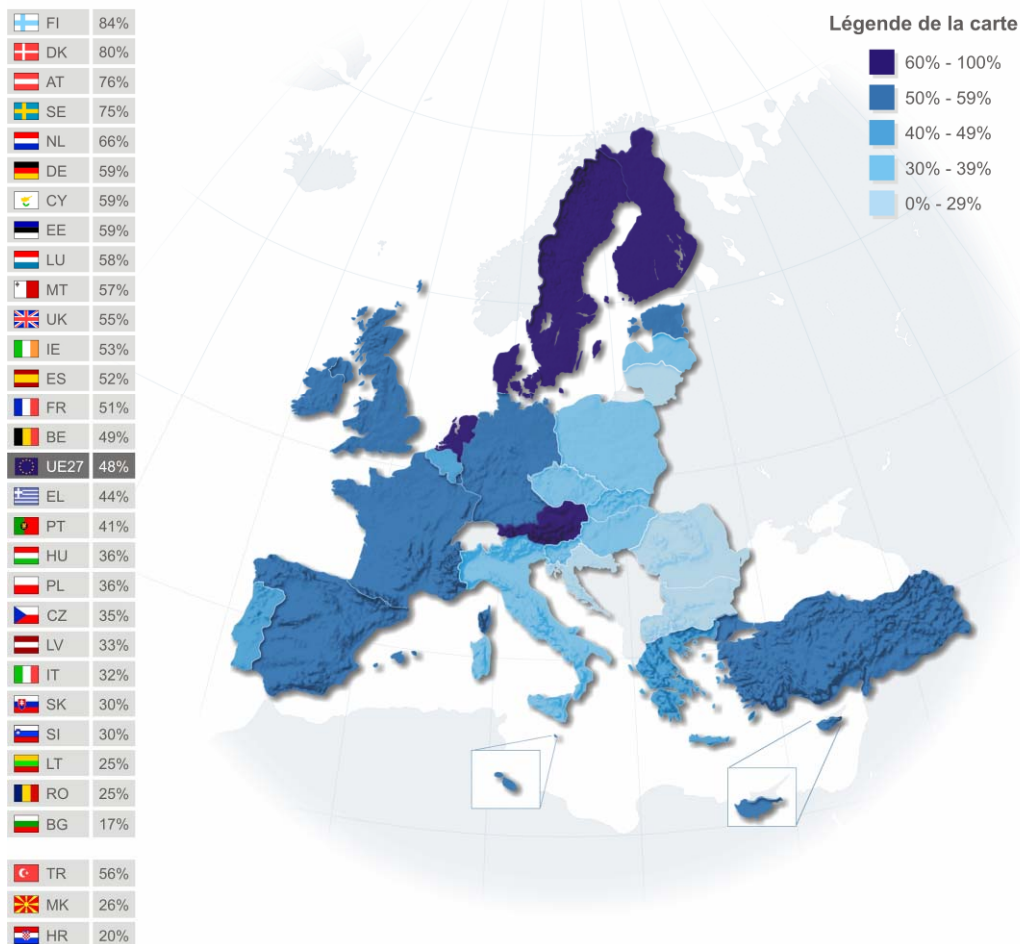 FI 84%
DK 80%
AT 76%
SE 75%
NL 66%
DE 59%
CY 59%
EE 59%
LU 58%
MT 57%
UK 55%
IE 53%
ES 52%
FR 51%
BE 49%
UE27 48%
EL 44%
PT 41%
HU 36%
PL 36%
CZ 35%
LV 33%
IT 32%
SK 30%
SI 30%
LT 25%
RO 25%
BG 17%
TR 56%
MK 26%
HR 20%
Légende de la carte
60% - 100%
50% - 59%
40% - 49%
30% - 39%
0% - 29%